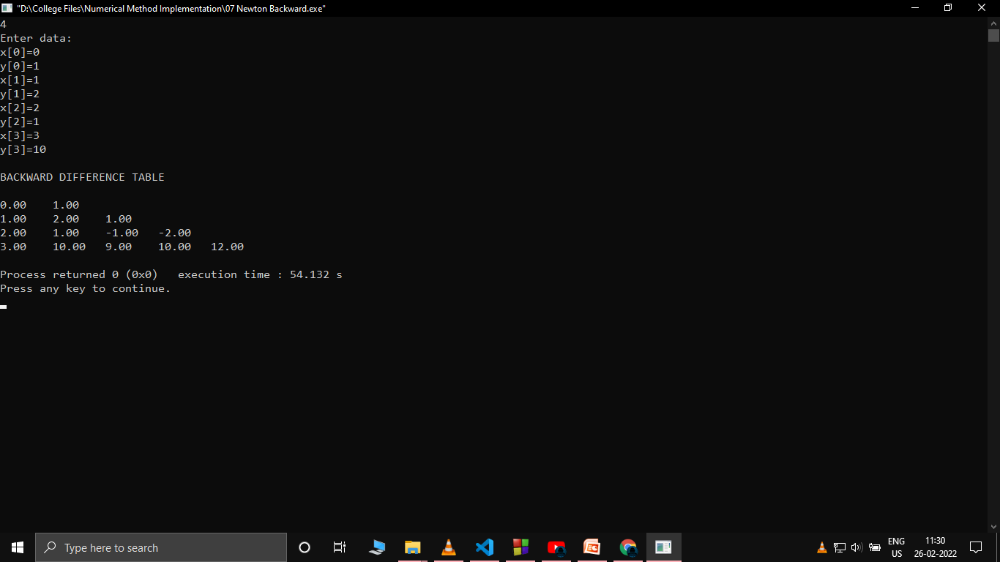 "D:\College Files\Numerical Method Implementation\07 Newton Backward.exe"
4
Enter data:
x[0]=0
y[0]=1
x[1]=1
y[1]=2
x[2]=2
y[2]=1
x[3]=3
y[3]=10
BACKWARD DIFFERENCE TABLE
0.00    1.00
1.00    2.00    1.00
2.00    1.00    -1.00   -2.00
3.00    10.00   9.00    10.00   12.00
Process returned 0 (0x0)   execution time : 54.132 s
Press any key to continue.
Type here to search
ENG
US
11:30
26-02-2022